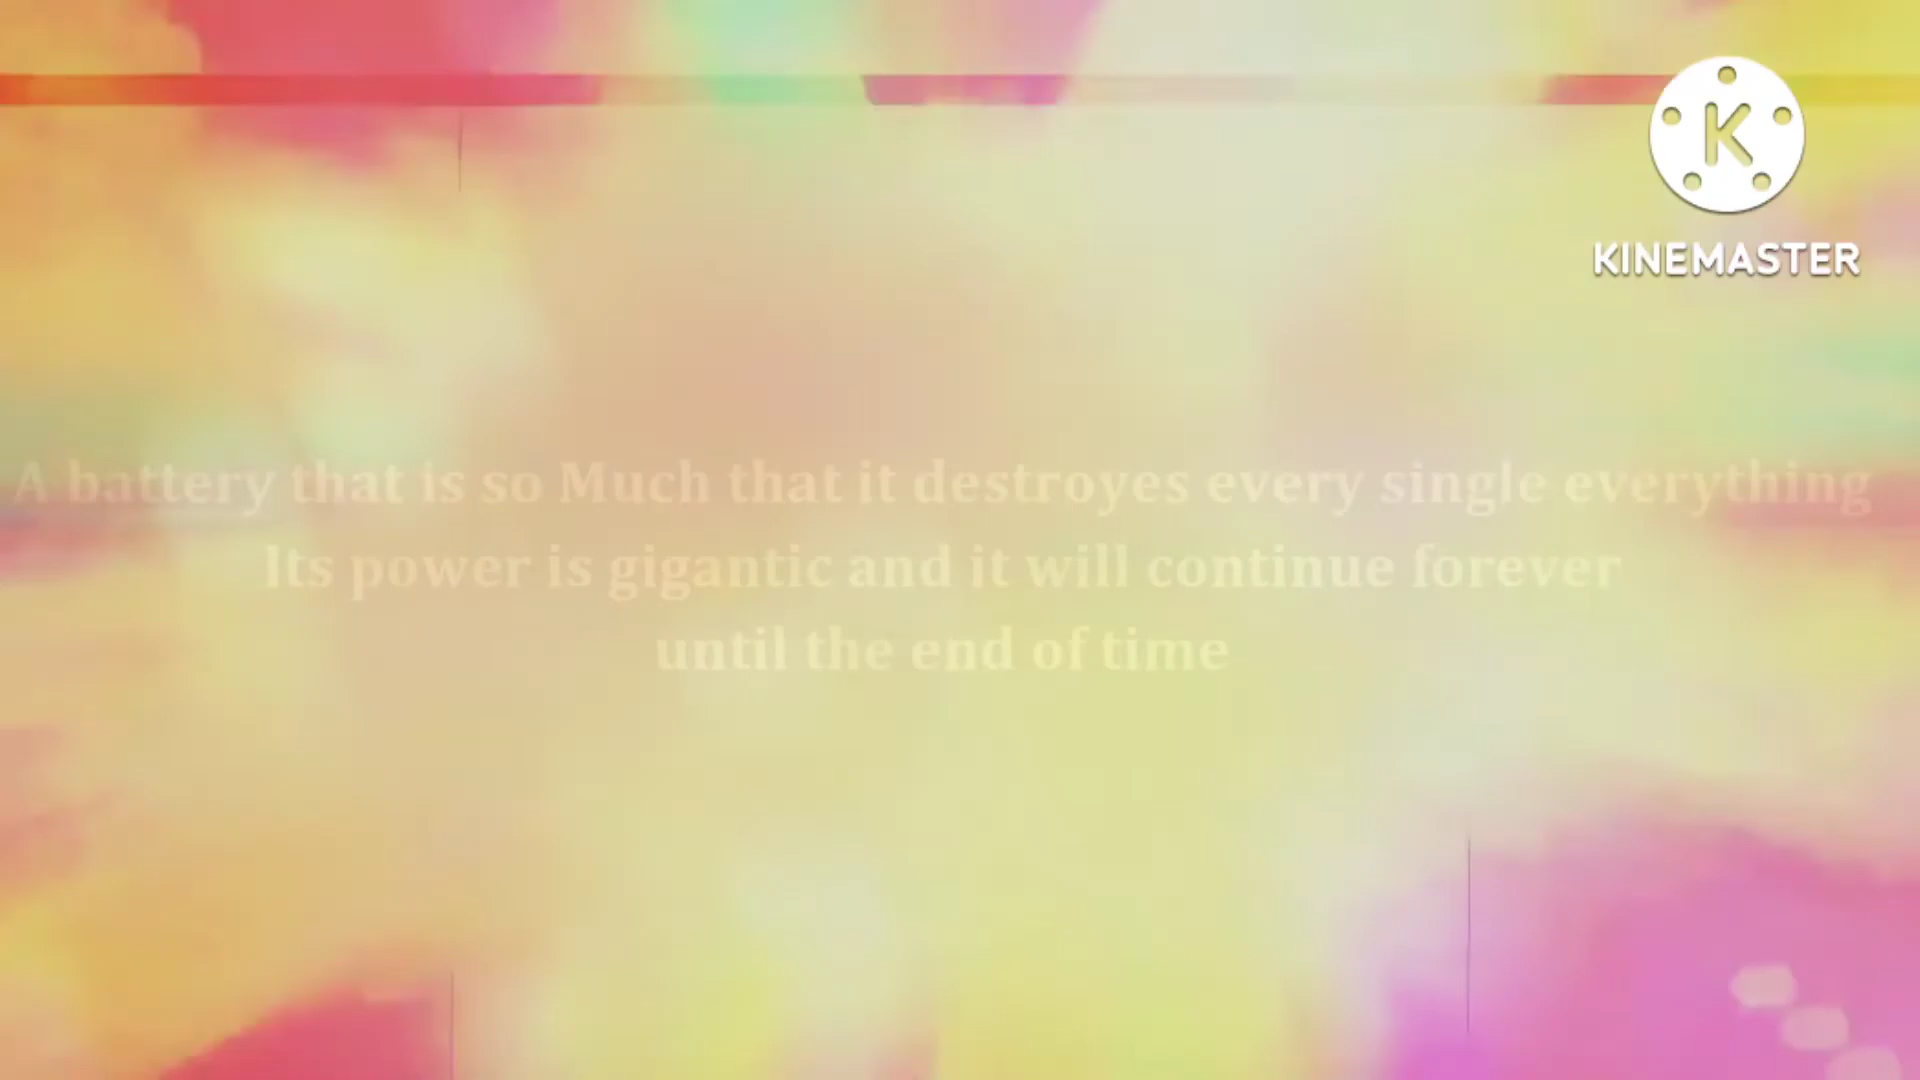 K
KINEMASTER
A battery that is so Much that it destroyes every single everything
Its power is gigantic and it will continue forever
until the end of time